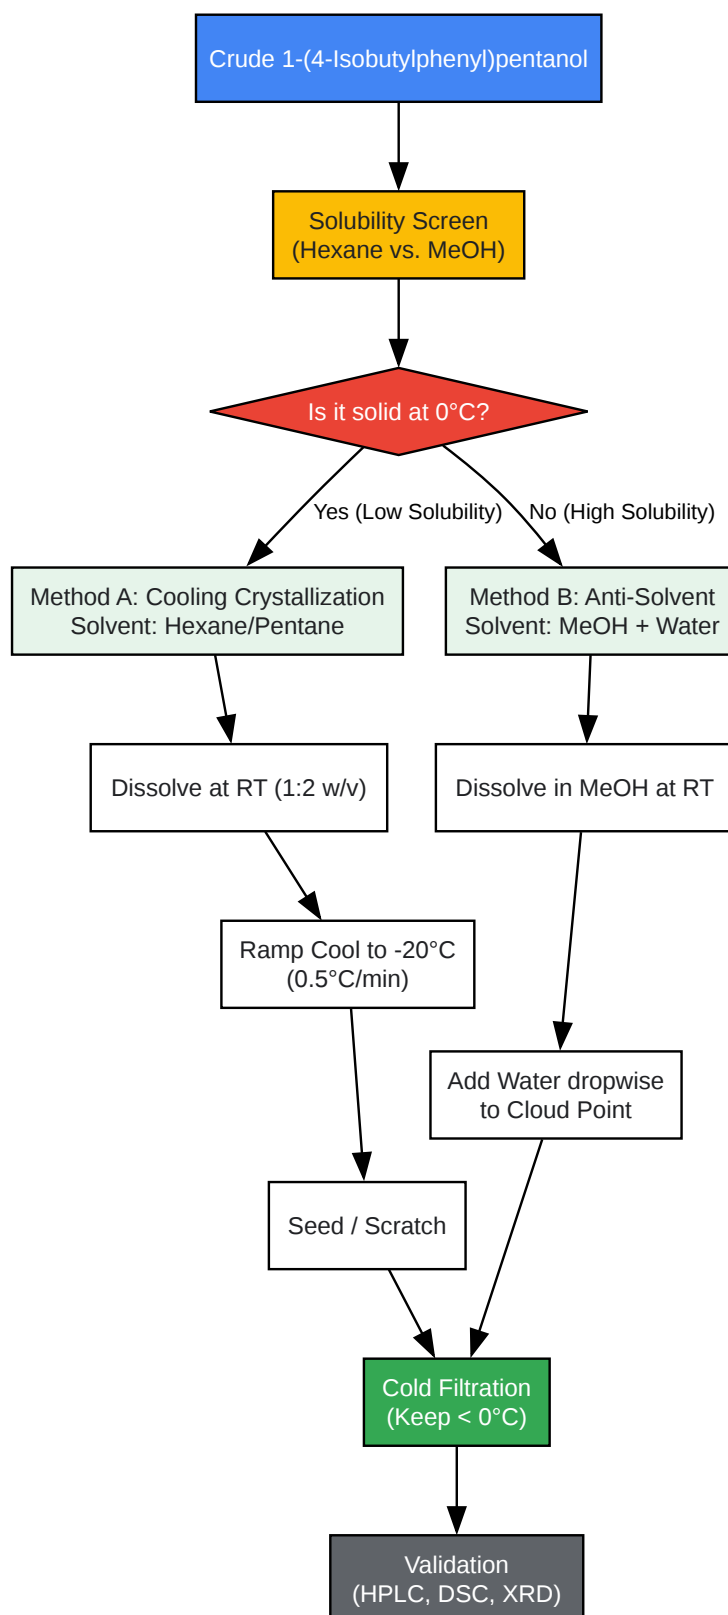 Crude 1-(4-Isobutylphenyl)pentanol
Solubility Screen
(Hexane vs. MeOH)
Is it solid at 0°C?
Yes (Low Solubility)
No (High Solubility)
Method A: Cooling Crystallization
Solvent: Hexane/Pentane
Method B: Anti-Solvent
Solvent: MeOH + Water
Dissolve at RT (1:2 w/v)
Dissolve in MeOH at RT
Ramp Cool to -20°C
(0.5°C/min)
Add Water dropwise
to Cloud Point
Seed / Scratch
Cold Filtration
(Keep < 0°C)
Validation
(HPLC, DSC, XRD)